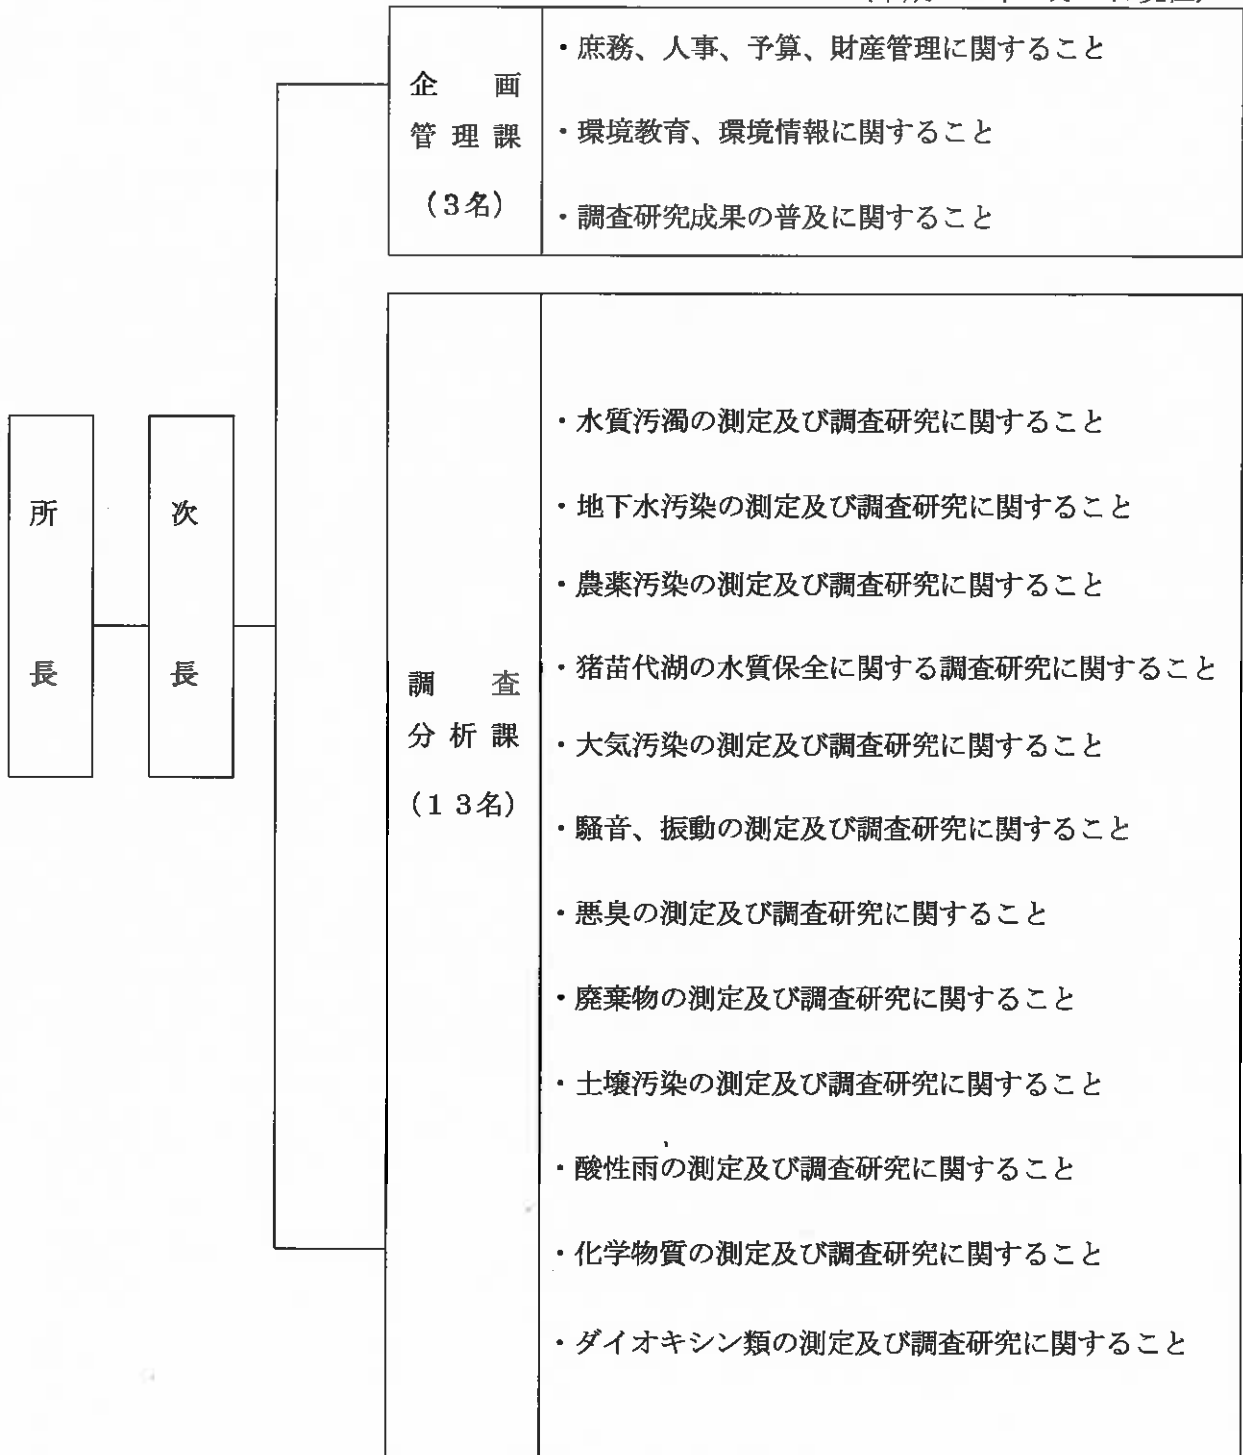 企画
管理課
(3名)
・庶務、人事、予算、財産管理に関すること
・環境教育、環境情報に関すること
・調査研究成果の普及に関すること
所長
次長
調査
分析課
(13名)
・水質汚濁の測定及び調査研究に関すること
・地下水汚染の測定及び調査研究に関すること
・農薬汚染の測定及び調査研究に関すること
・猪苗代湖の水質保全に関する調査研究に関すること
・大気汚染の測定及び調査研究に関すること
・騒音、振動の測定及び調査研究に関すること
・悪臭の測定及び調査研究に関すること
・廃棄物の測定及び調査研究に関すること
・土壌汚染の測定及び調査研究に関すること
・酸性雨の測定及び調査研究に関すること
・化学物質の測定及び調査研究に関すること
・ダイオキシン類の測定及び調査研究に関すること